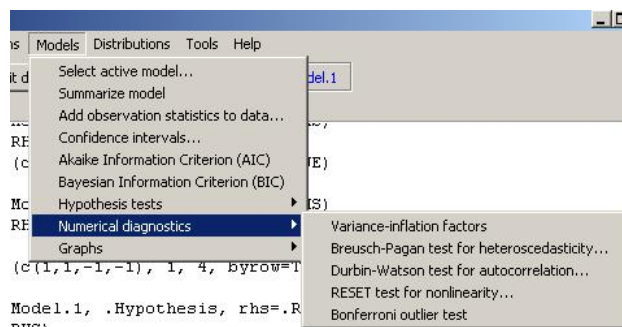 Models Distributions Tools Help
del.1
Select active model...
Summarize model
Add observation statistics to data...
Confidence intervals...
Akaike Information Criterion (AIC)
Bayesian Information Criterion (BIC)
Hypothesis tests
Numerical diagnostics
Graphs
Variance-inflation factors
Breusch-Pagan test for heteroscedasticity...
Durbin-Watson test for autocorrelation...
RESET test for nonlinearity...
Bonferroni outlier test
(c(1,1,-1,-1), 1, 4, byrow=T
Model.1, .Hypothesis, rhs=.R